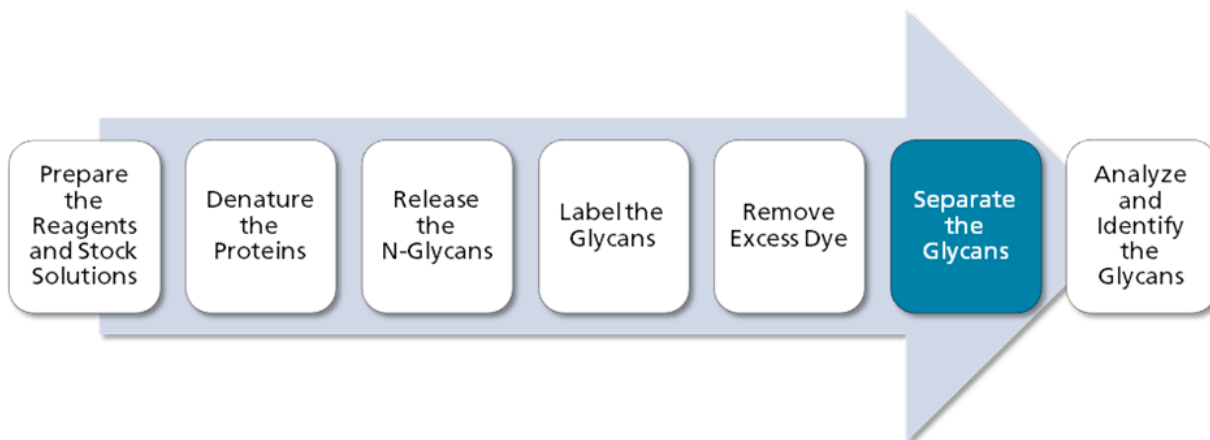 Prepare
the
Reagents
and Stock
Solutions
Denature
the
Proteins
Release
the
N-Glycans
Label the
Glycans
Remove
Excess Dye
Separate
the
Glycans
Analyze
and
Identify
the
Glycans